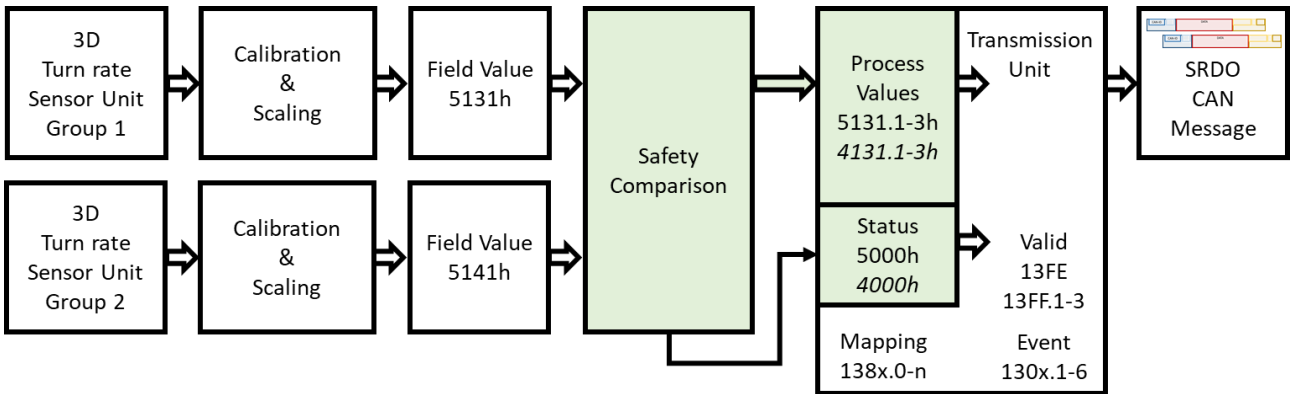 3D
Turn rate
Sensor Unit
Group 1
Calibration
&
Scaling
Field Value
5131h
3D
Turn rate
Sensor Unit
Group 2
Calibration
&
Scaling
Field Value
5141h
Safety
Comparison
Process
Values
5131.1-3h
4131.1-3h
Status
5000h
4000h
Mapping
138x.0-n
Transmission
Unit
Valid
13FE
13FF.1-3
Event
130x.1-6
SRDO
CAN
Message